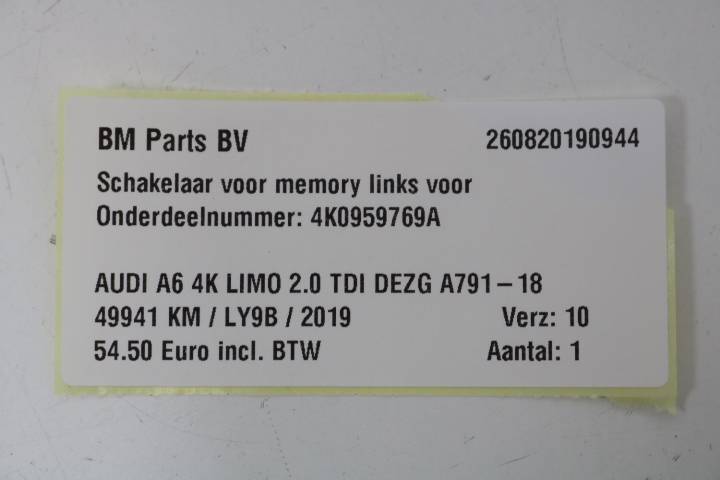 BM Parts BV 260820190944
Schakelaar voor memory links voor
Onderdeelnummer: 4K0959769A
AUDI A6 4K LIMO 2.0 TDI DEZG A791-18
49941 KM / LY9B / 2019 Verz: 10
54.50 Euro incl. BTW Aantal: 1